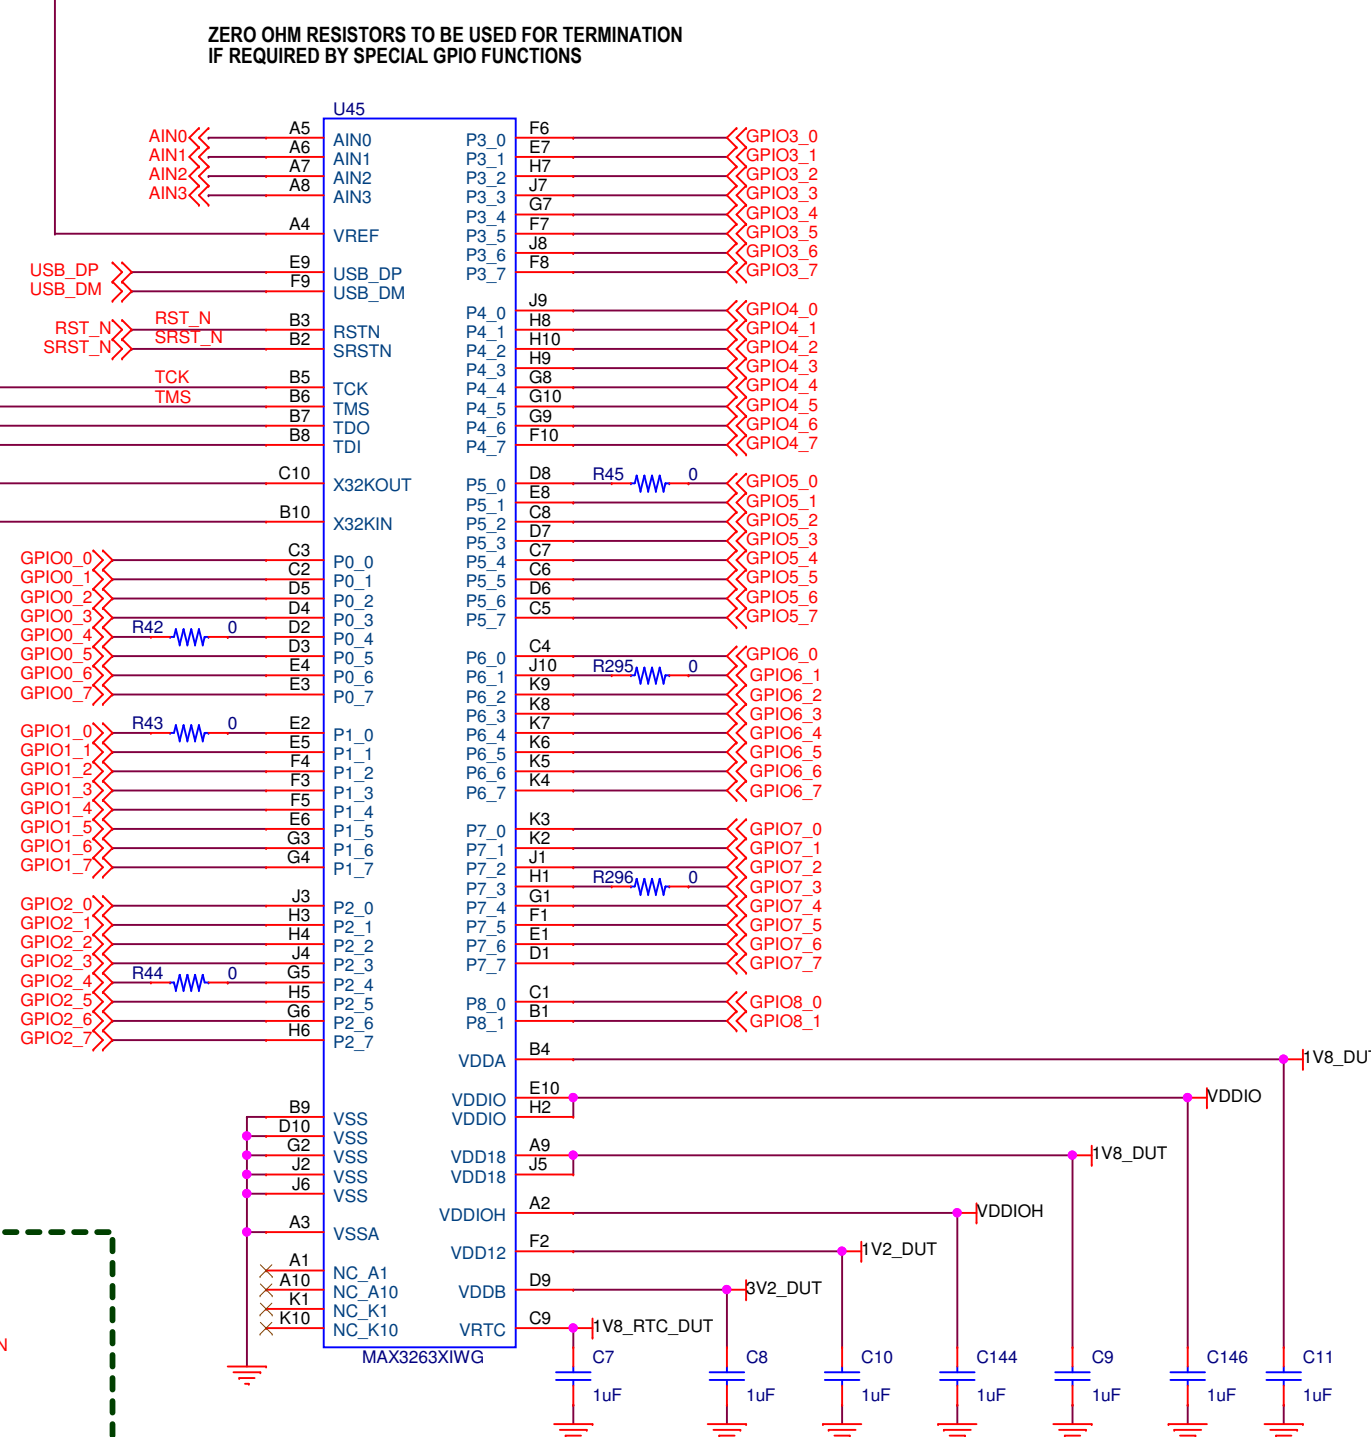 ZERO OHM RESISTORS TO BE USED FOR TERMINATION
IF REQUIRED BY SPECIAL GPIO FUNCTIONS
U45
AIN0 A5 AIN0 P3_0 F6 GPIO3_0
AIN1 A6 AIN1 P3_1 E7 GPIO3_1
AIN2 A7 AIN2 P3_2 H7 GPIO3_2
AIN3 A8 AIN3 P3_3 J7 GPIO3_3
P3_4 G7 GPIO3_4
A4 VREF P3_5 F7 GPIO3_5
P3_6 J8 GPIO3_6
USB_DP E9 USB_DP P3_7 F8 GPIO3_7
USB_DM F9 USB_DM
P4_0 J9 GPIO4_0
RST_N RST_N B3 RSTN P4_1 H8 GPIO4_1
SRST_N SRST_N B2 SRSTN P4_2 H10 GPIO4_2
P4_3 H9 GPIO4_3
TCK B5 TCK P4_4 G8 GPIO4_4
TMS B6 TMS P4_5 G10 GPIO4_5
B7 TDO P4_6 G9 GPIO4_6
B8 TDI P4_7 F10 GPIO4_7
C10 X32KOUT P5_0 D8 R45 0 GPIO5_0
P5_1 E8 GPIO5_1
B10 X32KIN P5_2 C8 GPIO5_2
P5_3 D7 GPIO5_3
GPIO0_0 C3 P0_0 P5_4 C7 GPIO5_4
GPIO0_1 C2 P0_1 P5_5 C6 GPIO5_5
GPIO0_2 D5 P0_2 P5_6 D6 GPIO5_6
GPIO0_3 D4 P0_3 P5_7 C5 GPIO5_7
GPIO0_4 R42 0 D2 P0_4
GPIO0_5 D3 P0_5 P6_0 C4 GPIO6_0
GPIO0_6 E4 P0_6 P6_1 J10 R295 0 GPIO6_1
GPIO0_7 E3 P0_7 P6_2 K9 GPIO6_2
P6_3 K8 GPIO6_3
GPIO1_0 R43 0 E2 P1_0 P6_4 K7 GPIO6_4
GPIO1_1 E5 P1_1 P6_5 K6 GPIO6_5
GPIO1_2 F4 P1_2 P6_6 K5 GPIO6_6
GPIO1_3 F3 P1_3 P6_7 K4 GPIO6_7
GPIO1_4 F5 P1_4
GPIO1_5 E6 P1_5 P7_0 K3 GPIO7_0
GPIO1_6 G3 P1_6 P7_1 K2 GPIO7_1
GPIO1_7 G4 P1_7 P7_2 J1 GPIO7_2
P7_3 H1 R296 0 GPIO7_3
GPIO2_0 J3 P2_0 P7_4 G1 GPIO7_4
GPIO2_1 H3 P2_1 P7_5 F1 GPIO7_5
GPIO2_2 H4 P2_2 P7_6 E1 GPIO7_6
GPIO2_3 J4 P2_3 P7_7 D1 GPIO7_7
GPIO2_4 R44 0 G5 P2_4
GPIO2_5 H5 P2_5 P8_0 C1 GPIO8_0
GPIO2_6 G6 P2_6 P8_1 B1 GPIO8_1
GPIO2_7 H6 P2_7
VDDA B4 1V8_DUT
VDDIO E10 VDDIO
B9 VSS VDDIO H2
D10 VSS
G2 VSS VDD18 A9 1V8_DUT
J2 VSS VDD18 J5
J6 VSS
VDDIOH A2 VDDIOH
A3 VSSA
VDD12 F2 1V2_DUT
A1 NC_A1
A10 NC_A10 VDDB D9 3V2_DUT
K1 NC_K1
K10 NC_K10 VRTC C9 1V8_RTC_DUT
N
MAX3263XIWG C7 C8 C10 C144 C9 C146 C11
1uF 1uF 1uF 1uF 1uF 1uF 1uF